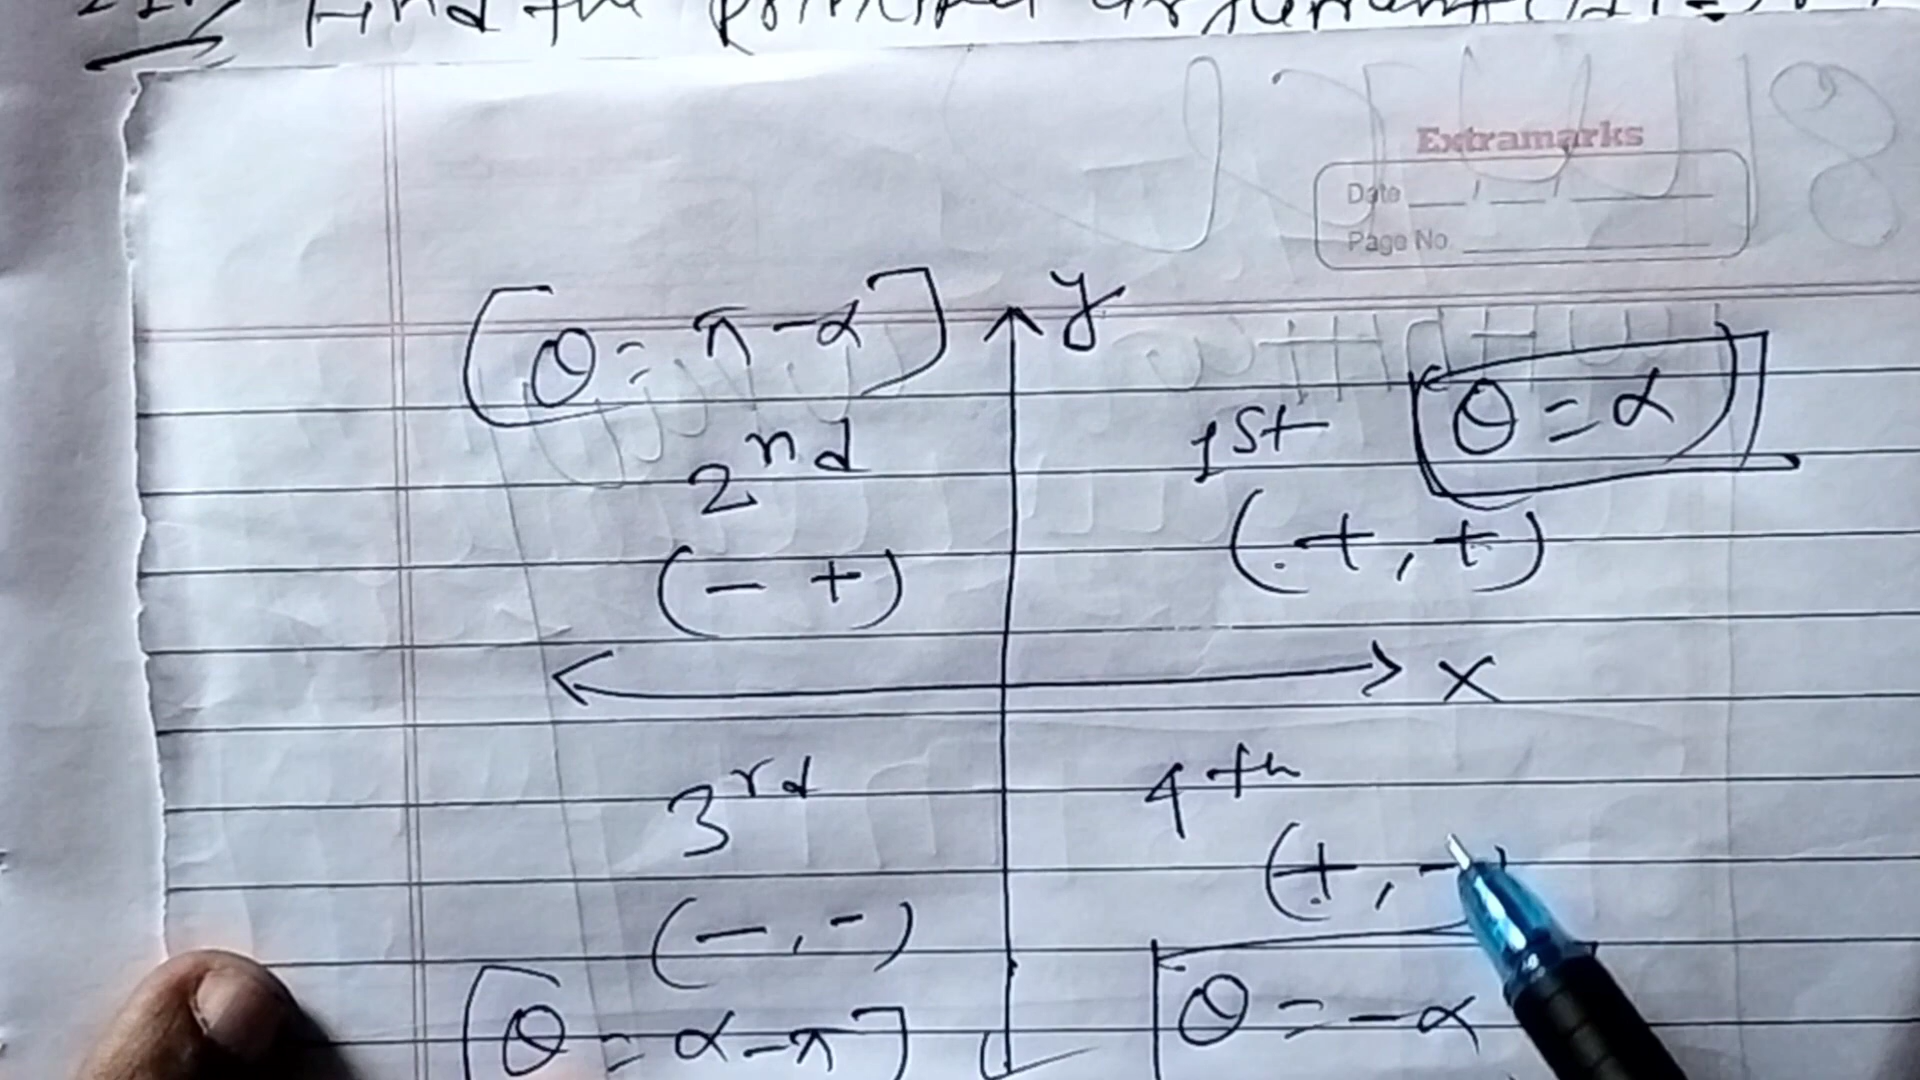 Find the principal argument
Extramarks
Date
Page No
θ = π - α
y
1st
θ = α
2nd
(- +)
(+, +)
x
3rd
4th
(-, -)
(+, -)
θ = α - π
θ = -α